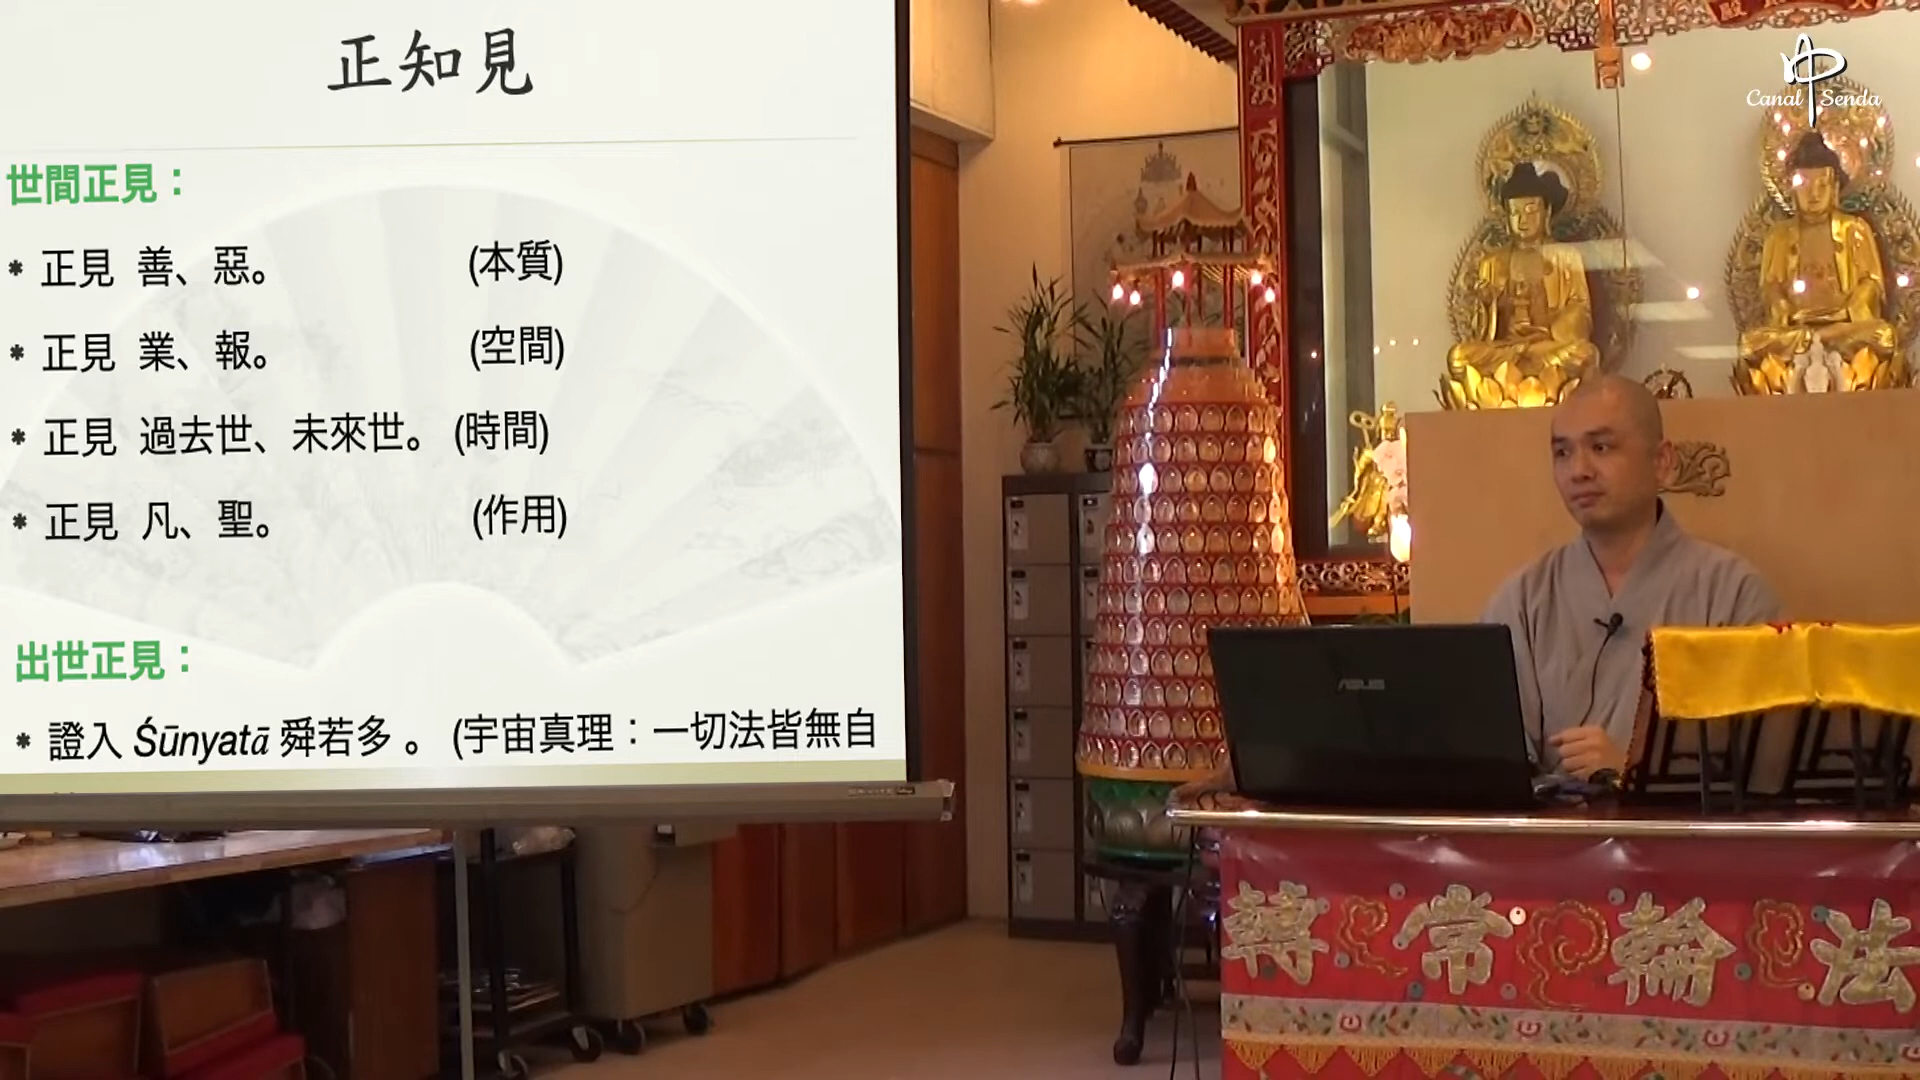 正知見
世間正見：
* 正見 善、惡。 (本質)
* 正見 業、報。 (空間)
* 正見 過去世、未來世。 (時間)
* 正見 凡、聖。 (作用)
出世正見：
* 證入 Śūnyatā 舜若多 。 (宇宙真理：一切法皆無自
Canal Senda
ASUS
轉常輪法